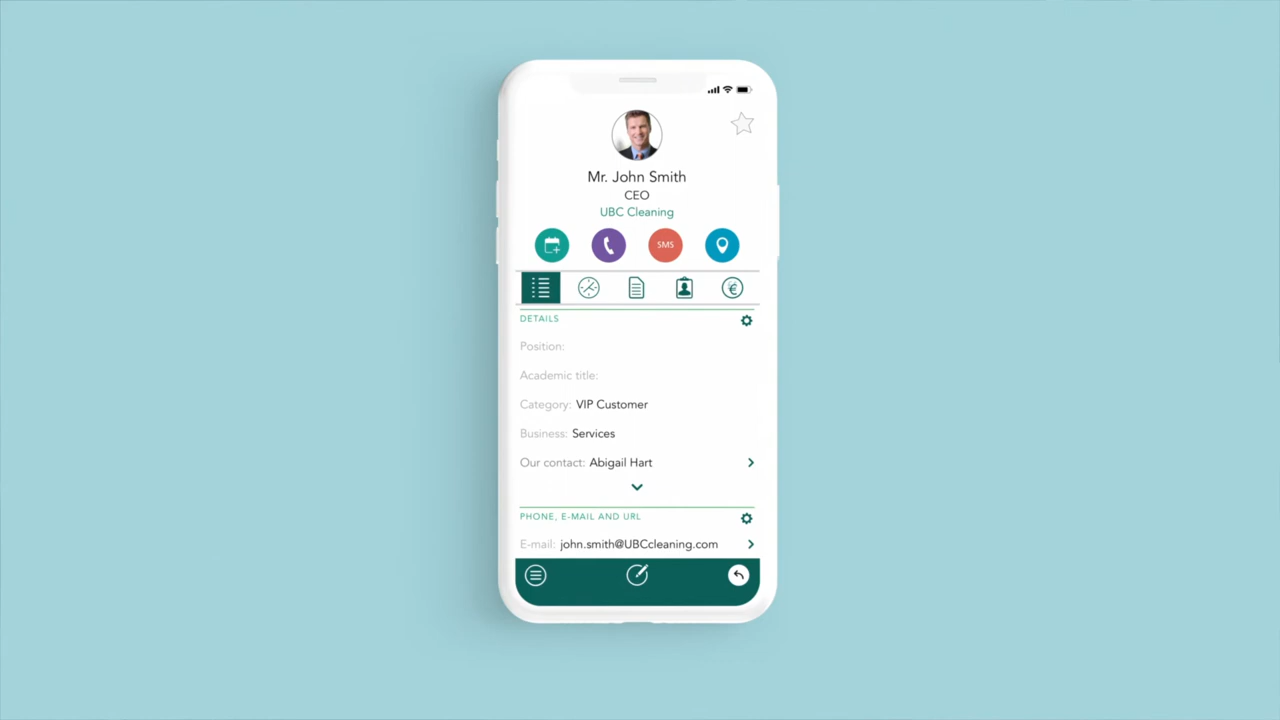 Mr. John Smith
CEO
UBC Cleaning
SMS
DETAILS
Position:
Academic title:
Category: VIP Customer
Business: Services
Our contact: Abigail Hart
PHONE, E-MAIL AND URL
E-mail: john.smith@UBCcleaning.com